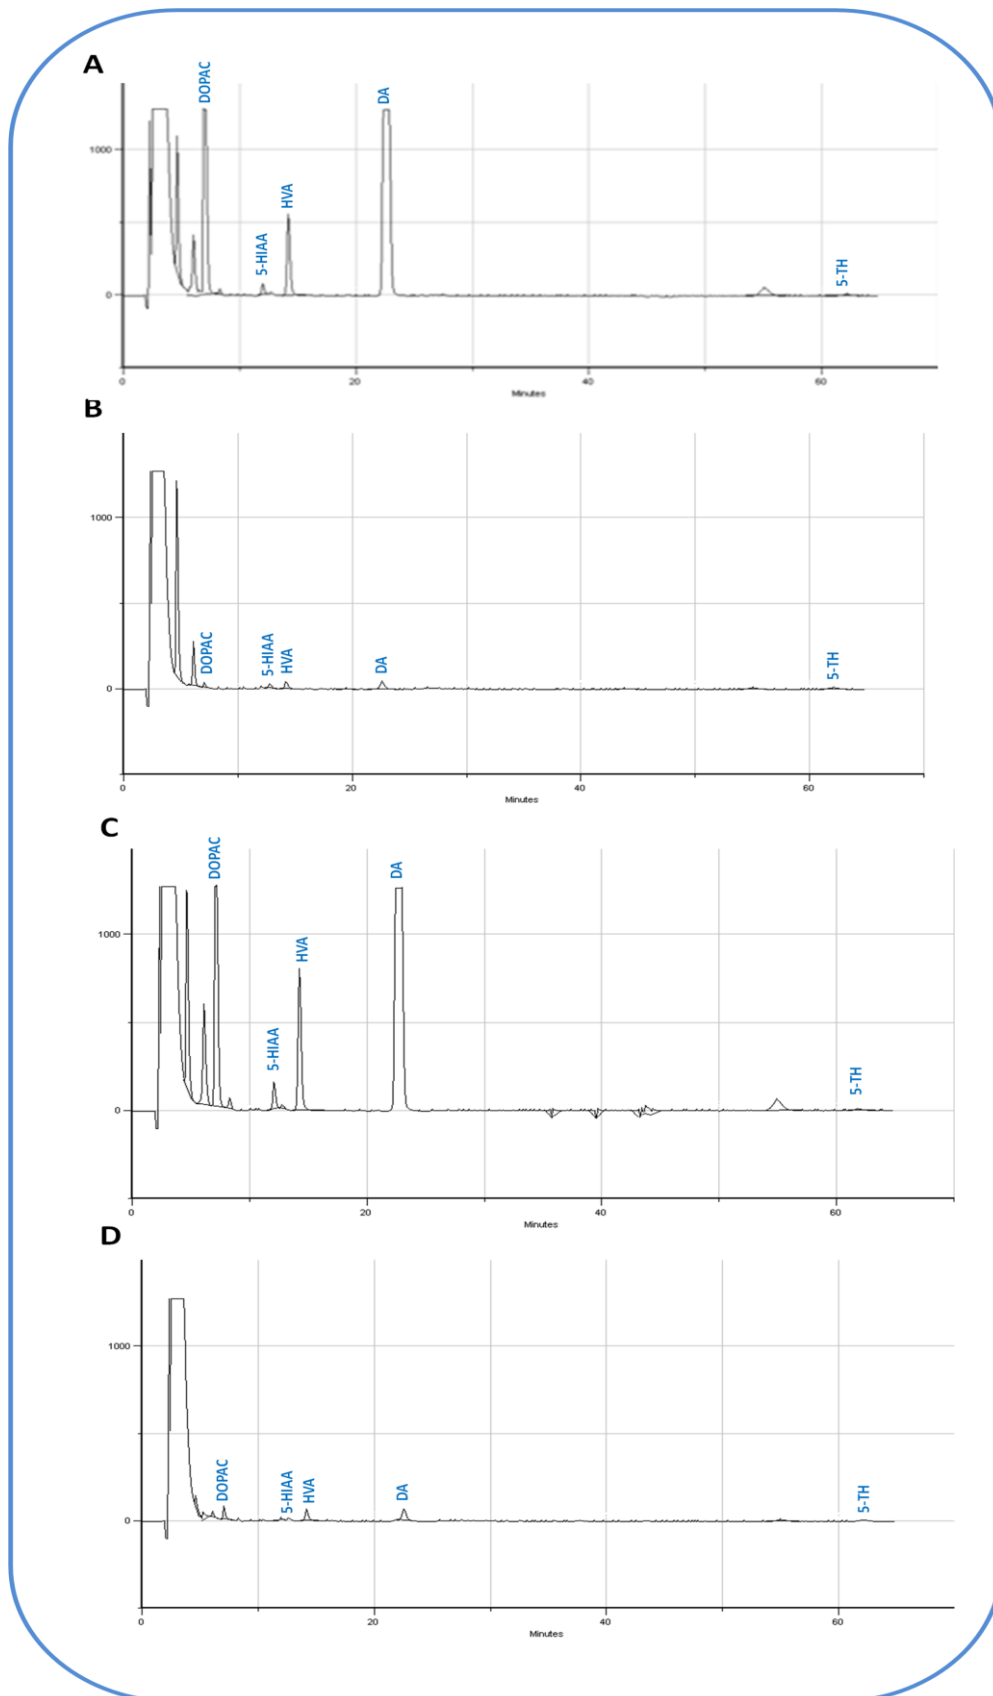 A
DOPAC
DA
HVA
5-HIAA
5-TH
1000
0
0 20 40 60
Minutes
B
1000
DOPAC
5-HIAA
HVA
DA
5-TH
0
0 20 40 60
Minutes
C
DOPAC
DA
1000
HVA
5-HIAA
5-TH
0
0 20 40 60
Minutes
D
1000
DOPAC
5-HIAA
HVA
DA
5-TH
0
0 20 40 60
Minutes